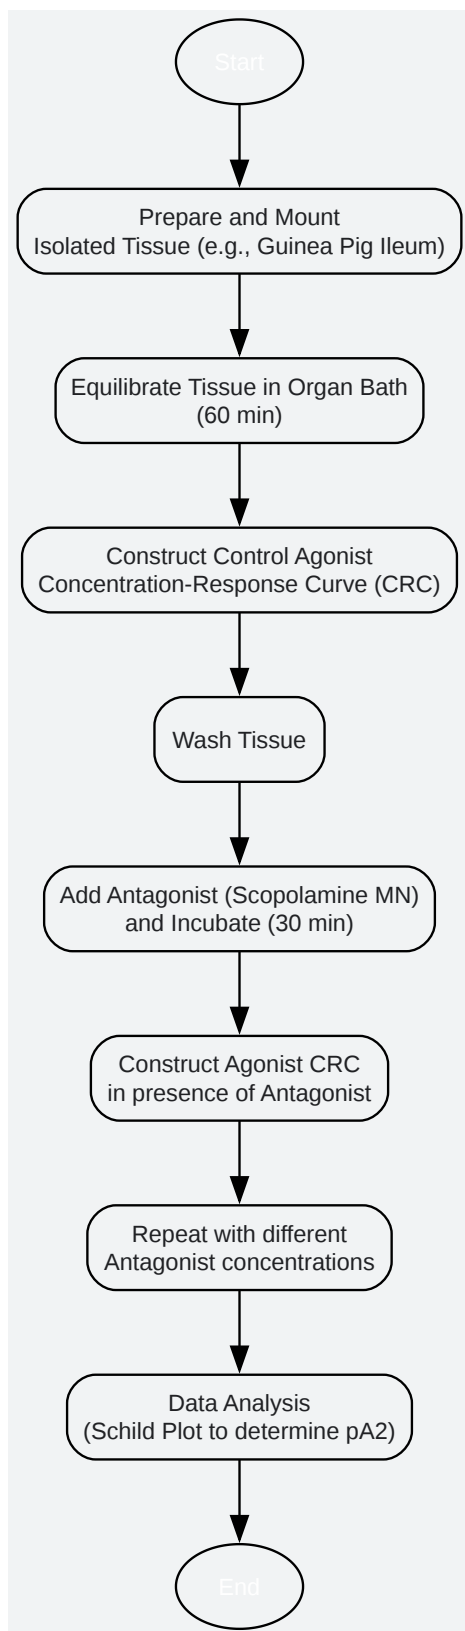 Start
Prepare and Mount
Isolated Tissue (e.g., Guinea Pig Ileum)
Equilibrate Tissue in Organ Bath
(60 min)
Construct Control Agonist
Concentration-Response Curve (CRC)
Wash Tissue
Add Antagonist (Scopolamine MN)
and Incubate (30 min)
Construct Agonist CRC
in presence of Antagonist
Repeat with different
Antagonist concentrations
Data Analysis
(Schild Plot to determine pA2)
End